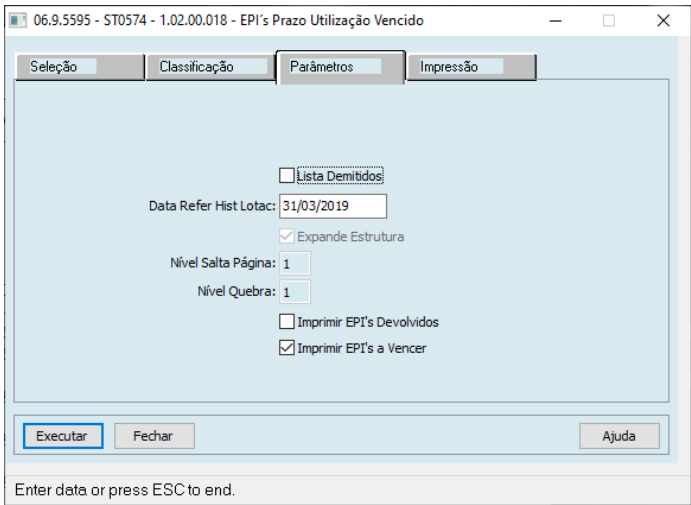 06.9.5595 - ST0574 - 1.02.00.018 - EPI´s Prazo Utilização Vencido
Seleção Classificação Parâmetros Impressão
Lista Demitidos
Data Refer Hist Lotac: 31/03/2019
Expande Estrutura
Nível Salta Página: 1
Nível Quebra: 1
Imprimir EPI's Devolvidos
Imprimir EPI's a Vencer
Executar Fechar Ajuda
Enter data or press ESC to end.